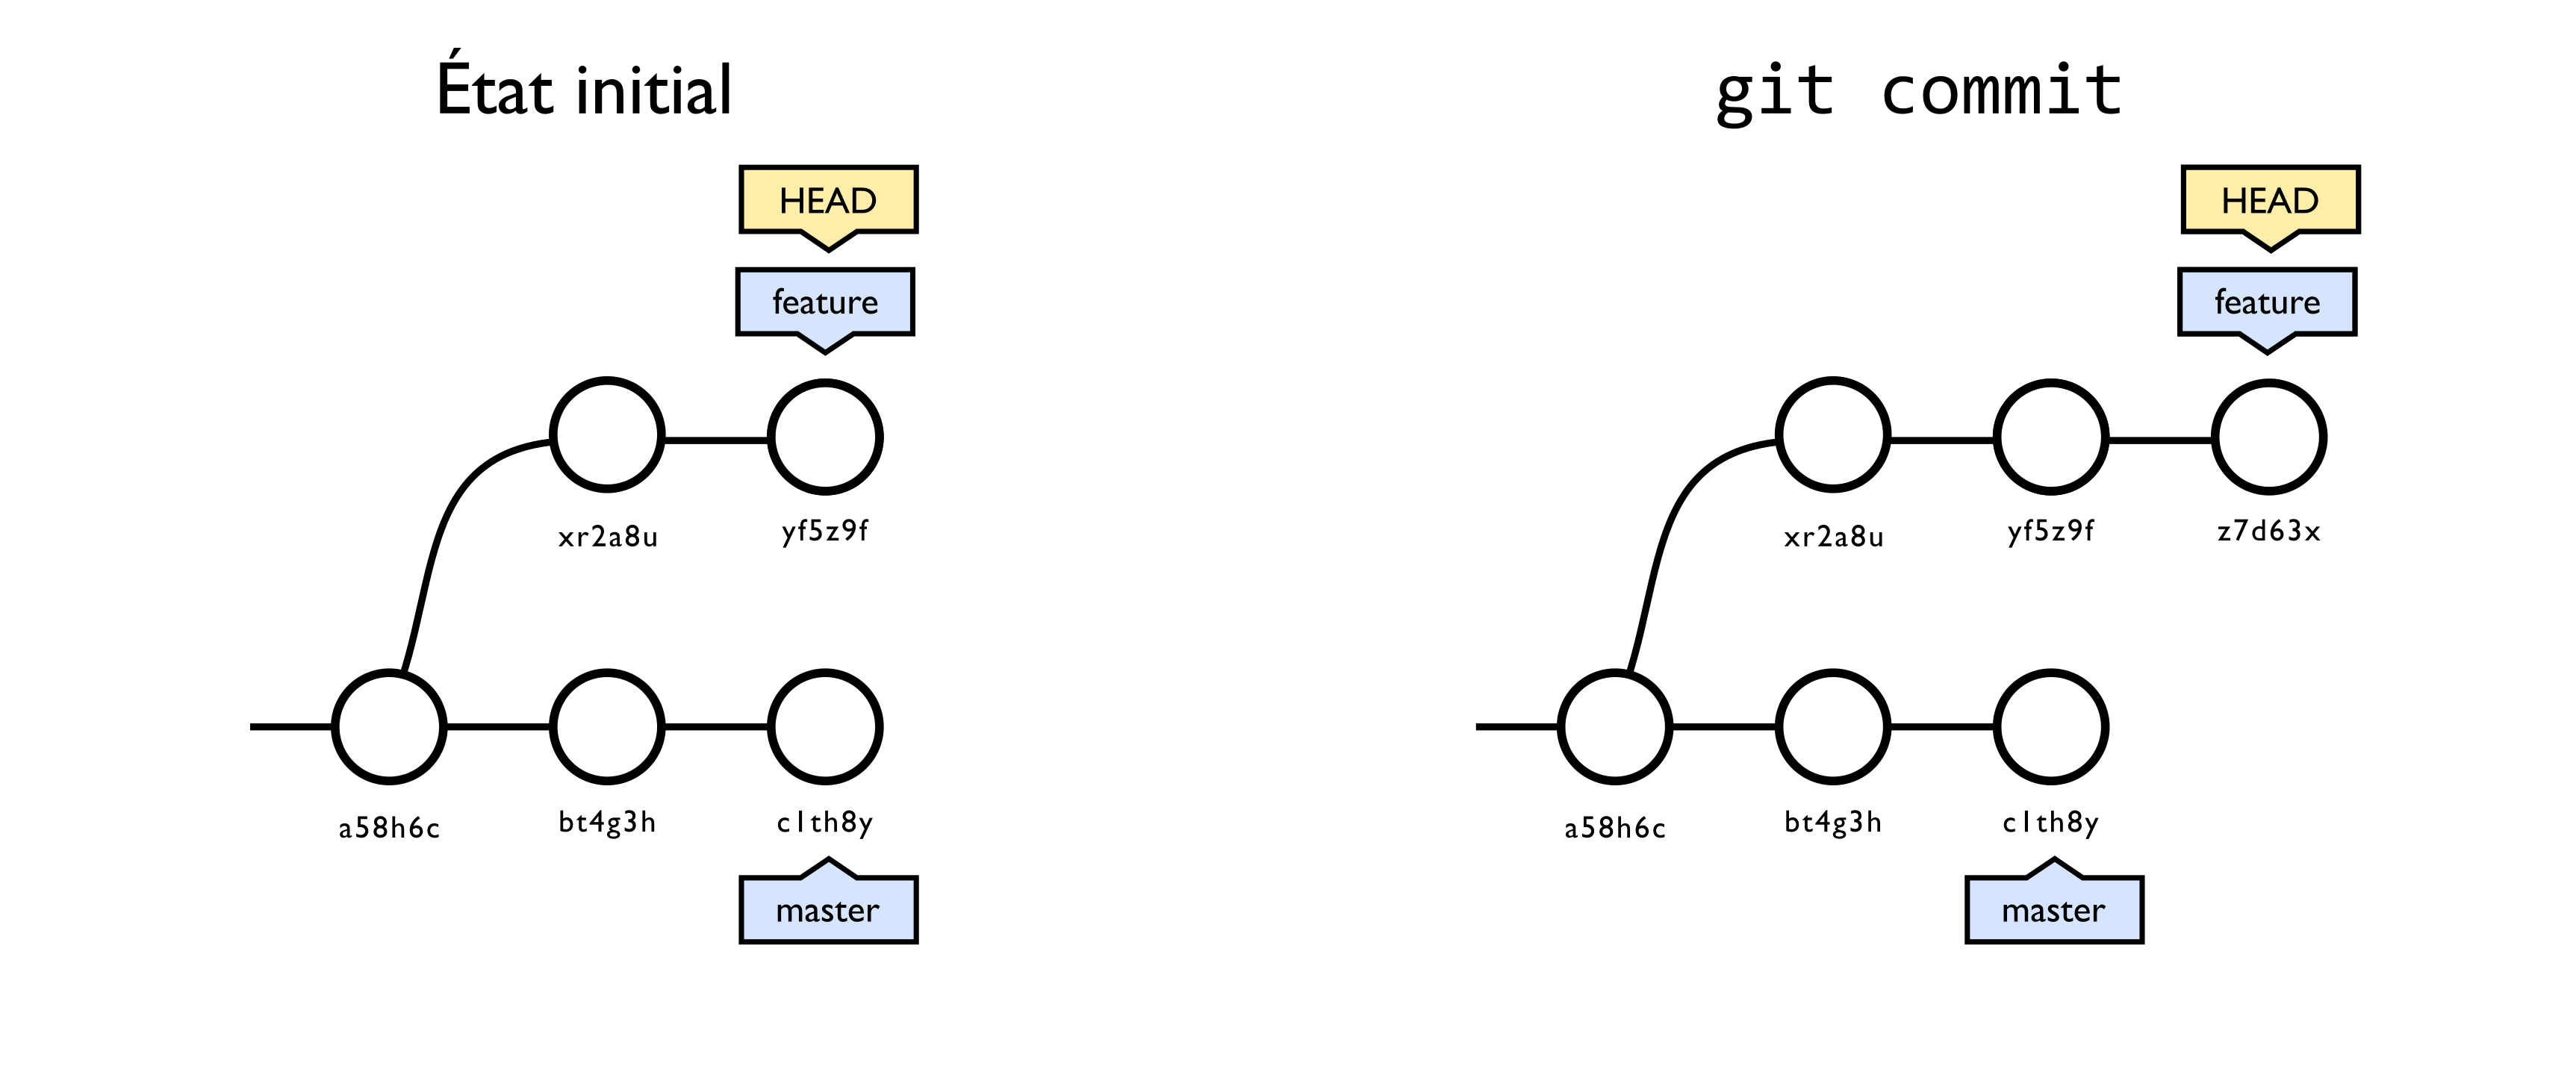 État initial
HEAD
feature
xr2a8u
yf5z9f
a58h6c
bt4g3h
c1th8y
master
git commit
HEAD
feature
xr2a8u
yf5z9f
z7d63x
a58h6c
bt4g3h
c1th8y
master